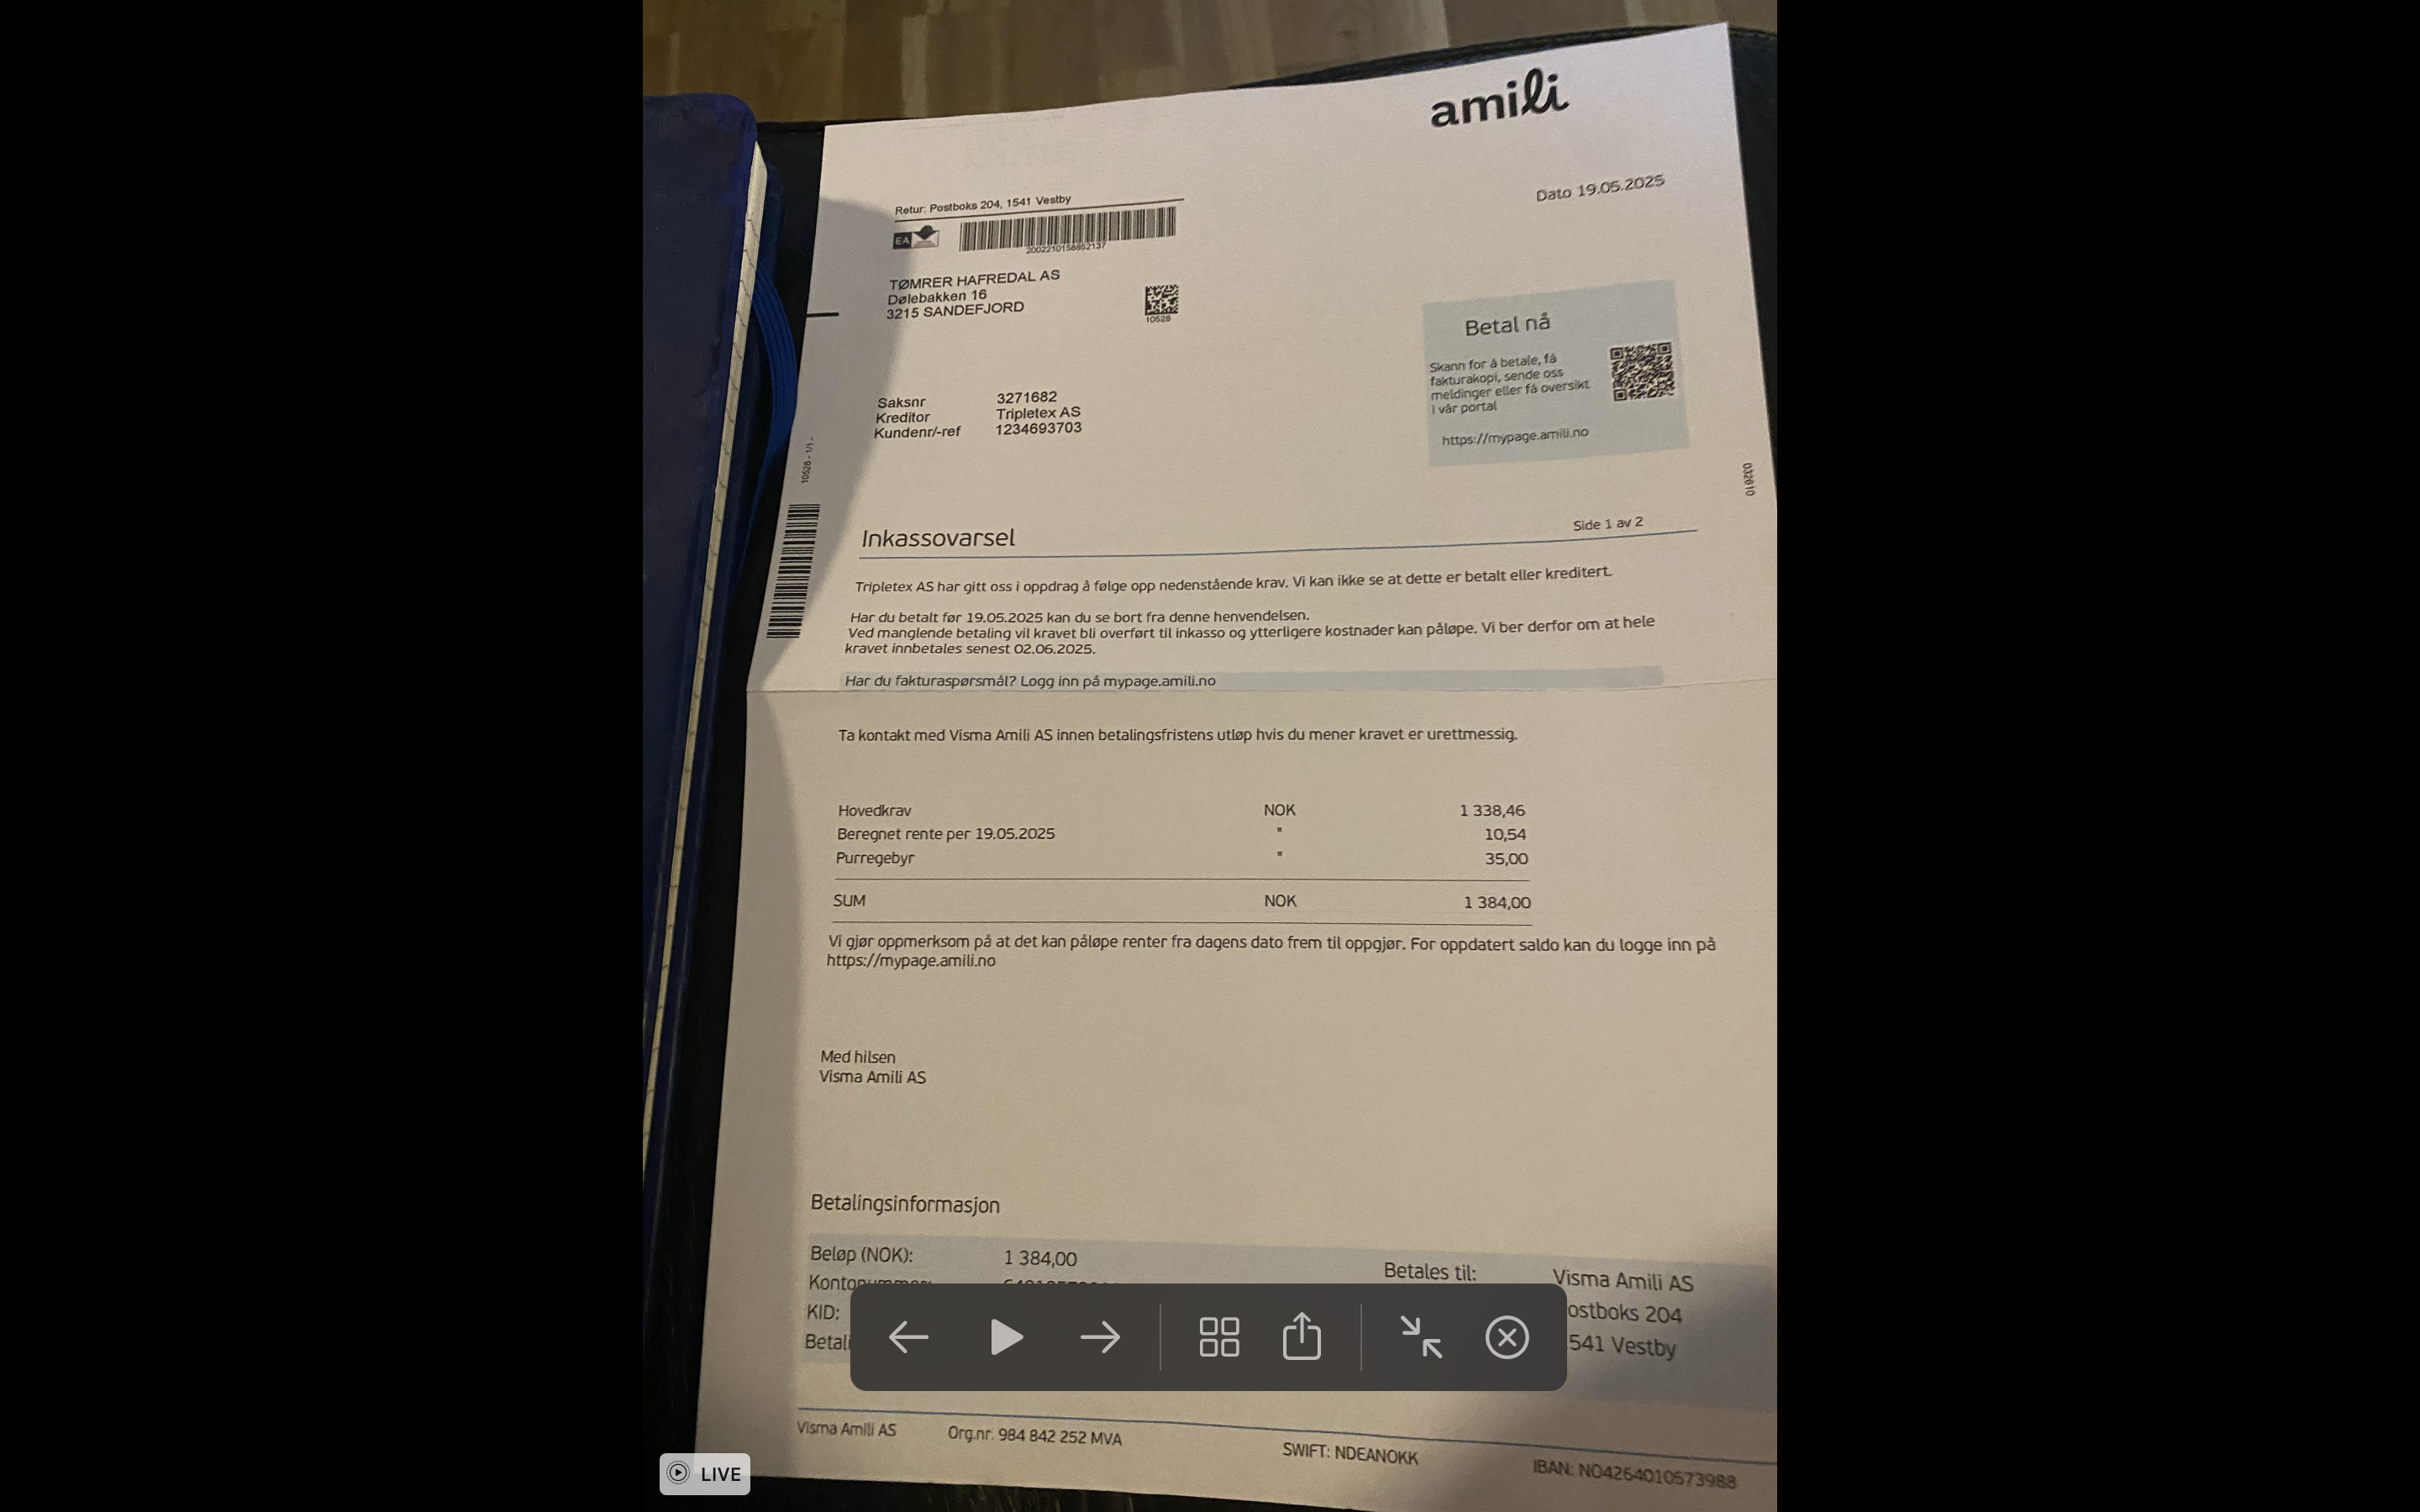 amili
Dato 19.05.2025
Retur: Postboks 204, 1541 Vestby
EA
2002210158852137
TØMRER HAFREDAL AS
Dølebakken 16
3215 SANDEFJORD
10528
Betal nå
Skann for å betale, få
fakturakopi, sende oss
meldinger eller få oversikt
i vår portal
https://mypage.amili.no
Saksnr 3271682
Kreditor Tripletex AS
Kundenr/-ref 1234693703
10528 - 1/1 -
032610
Inkassovarsel
Side 1 av 2
Tripletex AS har gitt oss i oppdrag å følge opp nedenstående krav. Vi kan ikke se at dette er betalt eller kreditert.
Har du betalt før 19.05.2025 kan du se bort fra denne henvendelsen.
Ved manglende betaling vil kravet bli overført til inkasso og ytterligere kostnader kan påløpe. Vi ber derfor om at hele
kravet innbetales senest 02.06.2025.
Har du fakturaspørsmål? Logg inn på mypage.amili.no
Ta kontakt med Visma Amili AS innen betalingsfristens utløp hvis du mener kravet er urettmessig.
Hovedkrav NOK 1 338,46
Beregnet rente per 19.05.2025 " 10,54
Purregebyr " 35,00
SUM NOK 1 384,00
Vi gjør oppmerksom på at det kan påløpe renter fra dagens dato frem til oppgjør. For oppdatert saldo kan du logge inn på
https://mypage.amili.no
Med hilsen
Visma Amili AS
Betalingsinformasjon
Beløp (NOK): 1 384,00
Betales til: Visma Amili AS
KID:
ostboks 204
541 Vestby
Visma Amili AS Org.nr. 984 842 252 MVA SWIFT: NDEANOKK IBAN: NO4264010573988
LIVE